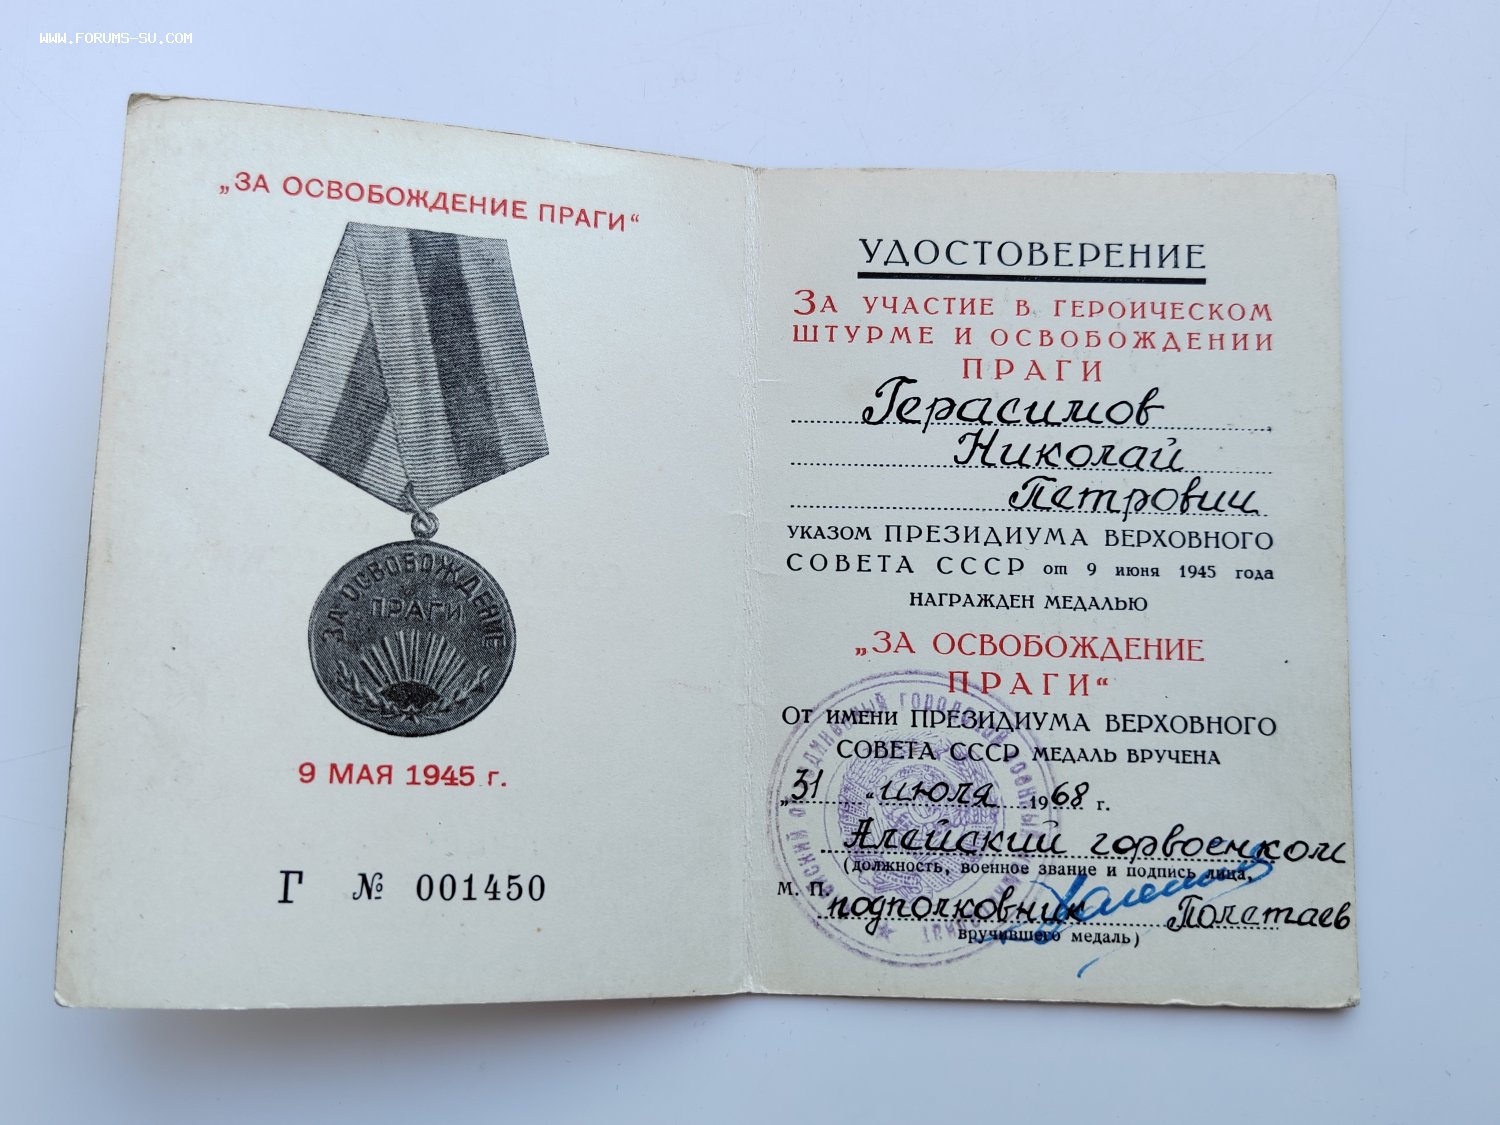 WWW.FORUMS-SU.COM
„ЗА ОСВОБОЖДЕНИЕ ПРАГИ“
ЗА ОСВОБОЖДЕНИЕ
ПРАГИ
9 МАЯ 1945 г.
Г № 001450
УДОСТОВЕРЕНИЕ
ЗА УЧАСТИЕ В ГЕРОИЧЕСКОМ
ШТУРМЕ И ОСВОБОЖДЕНИИ
ПРАГИ
Герасимов
Николай
Петрович
УКАЗОМ ПРЕЗИДИУМА ВЕРХОВНОГО
СОВЕТА СССР от 9 июня 1945 года
НАГРАЖДЕН МЕДАЛЬЮ
„ЗА ОСВОБОЖДЕНИЕ
ПРАГИ“
ОТ ИМЕНИ ПРЕЗИДИУМА ВЕРХОВНОГО
СОВЕТА СССР МЕДАЛЬ ВРУЧЕНА
„31“ июля 1968 г.
Алейский горвоенком
(должность, военное звание и подпись лица,
М. П.
подполковник Полетаев
вручившего медаль)